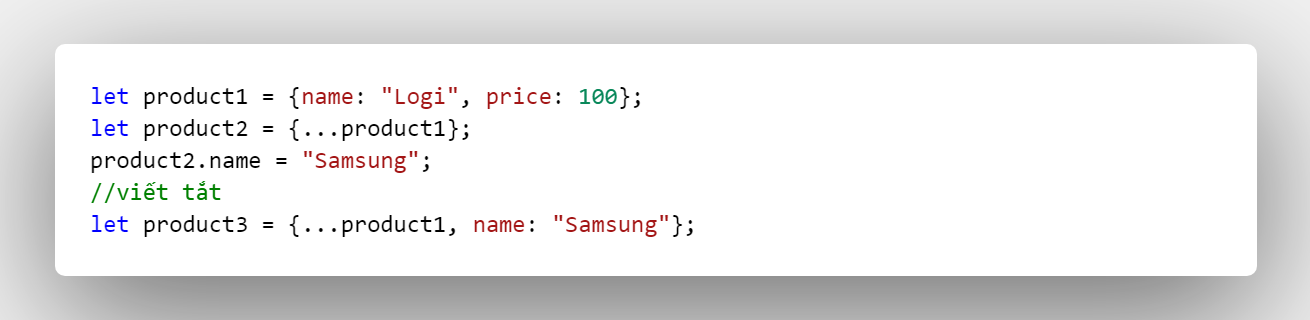 let product1 = {name: "Logi", price: 100};
let product2 = {...product1};
product2.name = "Samsung";
//viết tắt
let product3 = {...product1, name: "Samsung"};